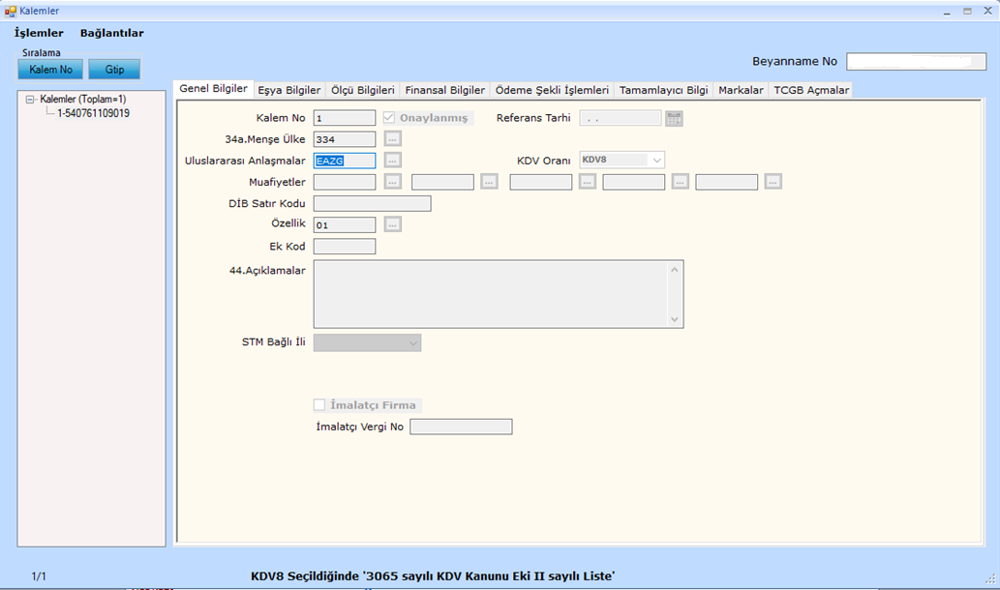 Kalemler
İşlemler Bağlantılar
Sıralama
Kalem No Gtip
Beyanname No
Kalemler (Toplam=1)
1-540761109019
Genel Bilgiler Eşya Bilgiler Ölçü Bilgileri Finansal Bilgiler Ödeme Şekli İşlemleri Tamamlayıcı Bilgi Markalar TCGB Açmalar
Kalem No 1 Onaylanmış Referans Tarhi . .
34a.Menşe Ülke 334 ...
Uluslararası Anlaşmalar EAZG ... KDV Oranı KDV8
Muafiyetler ... ... ... ... ...
DİB Satır Kodu
Özellik 01 ...
Ek Kod
44.Açıklamalar
STM Bağlı İli
İmalatçı Firma
İmalatçı Vergi No
1/1 KDV8 Seçildiğinde '3065 sayılı KDV Kanunu Eki II sayılı Liste'